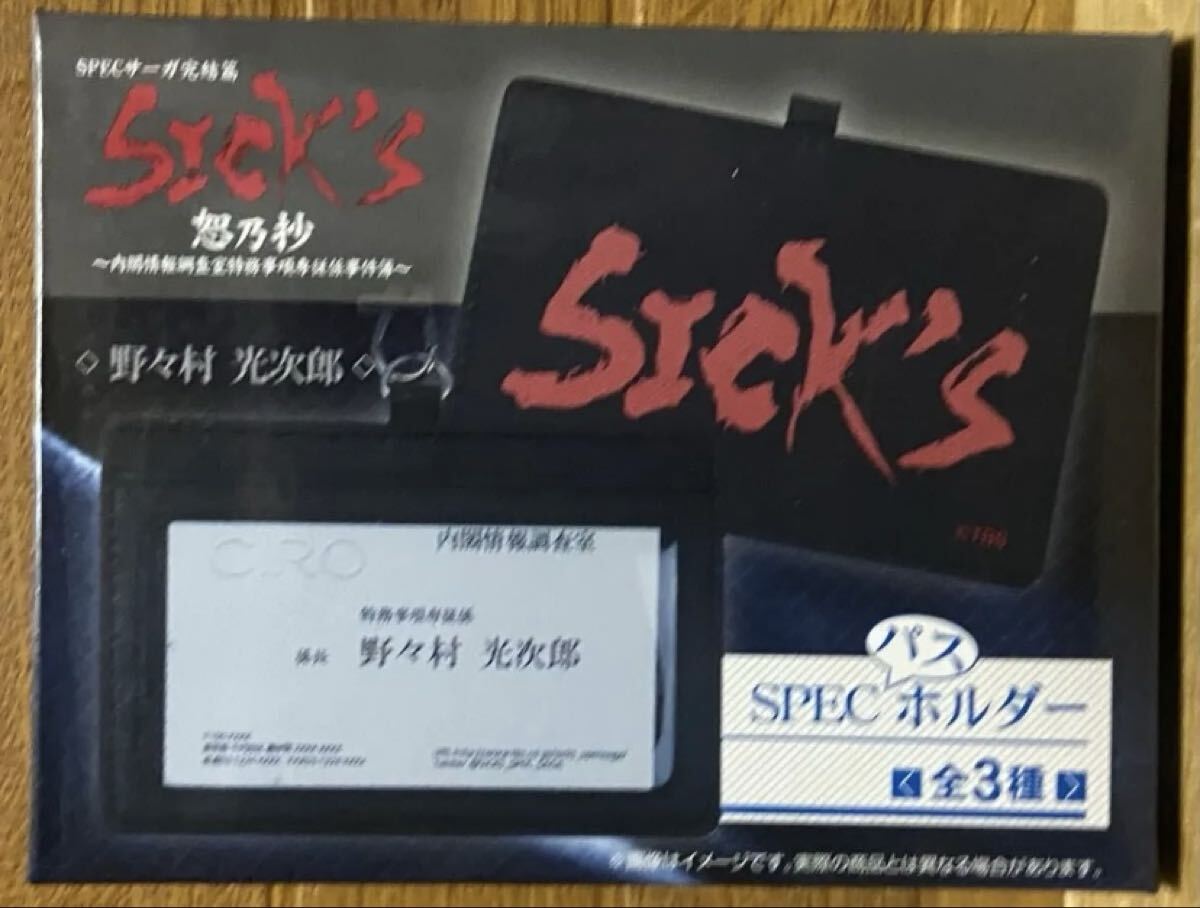 SPECサーガ完結篇
SICK'S
恕乃抄
～内閣情報調査室特務事項専従係事件簿～
◇ 野々村 光次郎 ◇
SICK'S
CIRO
内閣情報調査室
特務事項専従係
係長 野々村 光次郎
パス
SPEC ホルダー
全3種
※画像はイメージです。実際の商品とは異なる場合があります。